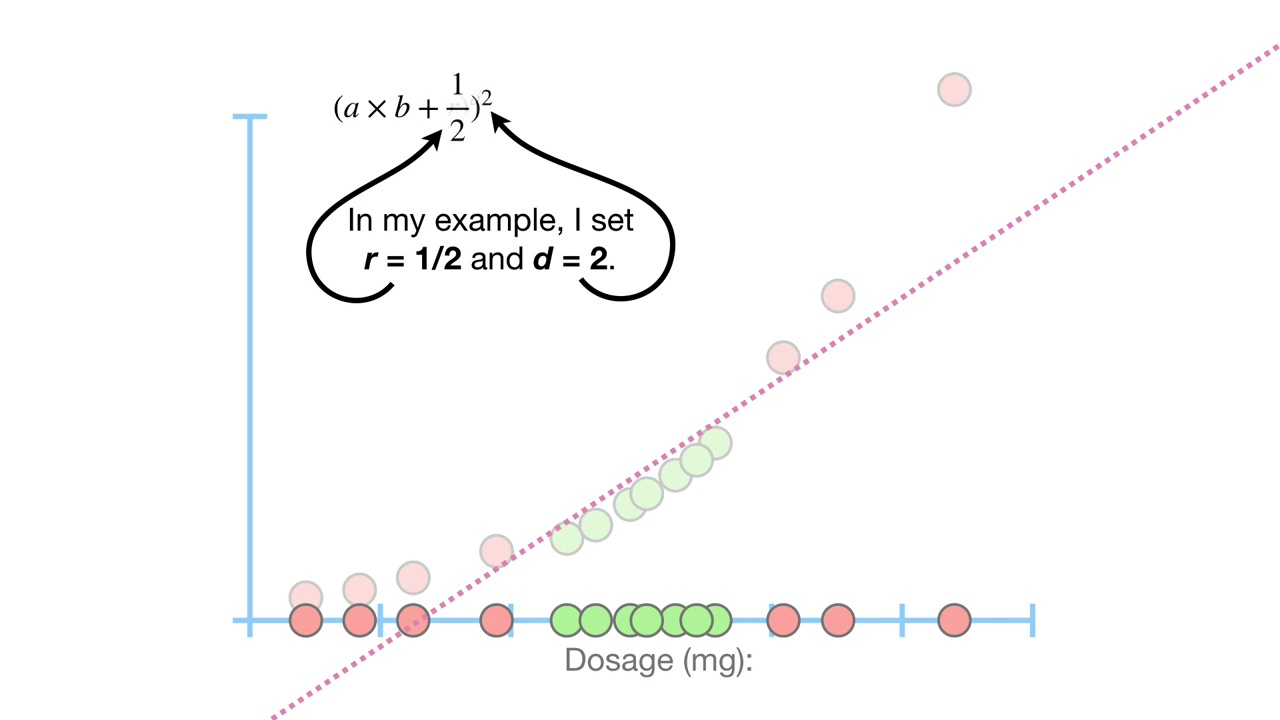 (a × b + 1/2)²
In my example, I set
r = 1/2 and d = 2.
Dosage (mg):